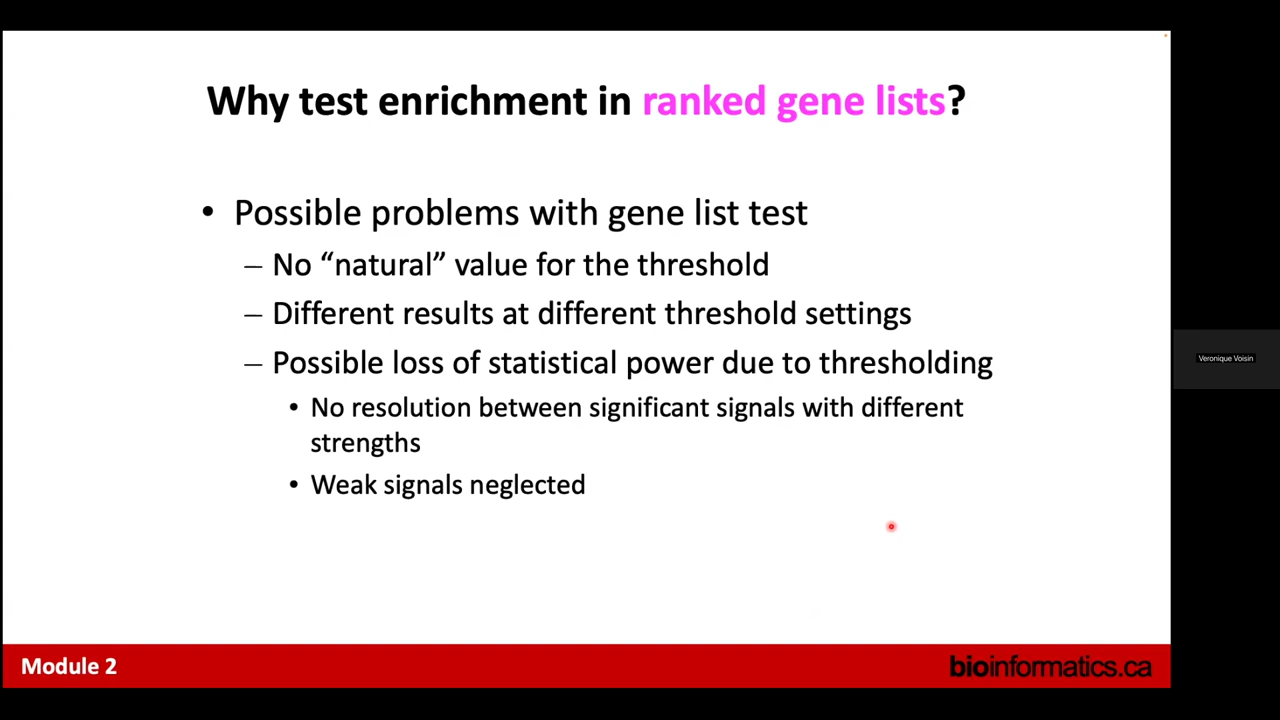 Why test enrichment in ranked gene lists?
• Possible problems with gene list test
– No “natural” value for the threshold
– Different results at different threshold settings
– Possible loss of statistical power due to thresholding
• No resolution between significant signals with different
strengths
• Weak signals neglected
Veronique Voisin
Module 2
bioinformatics.ca